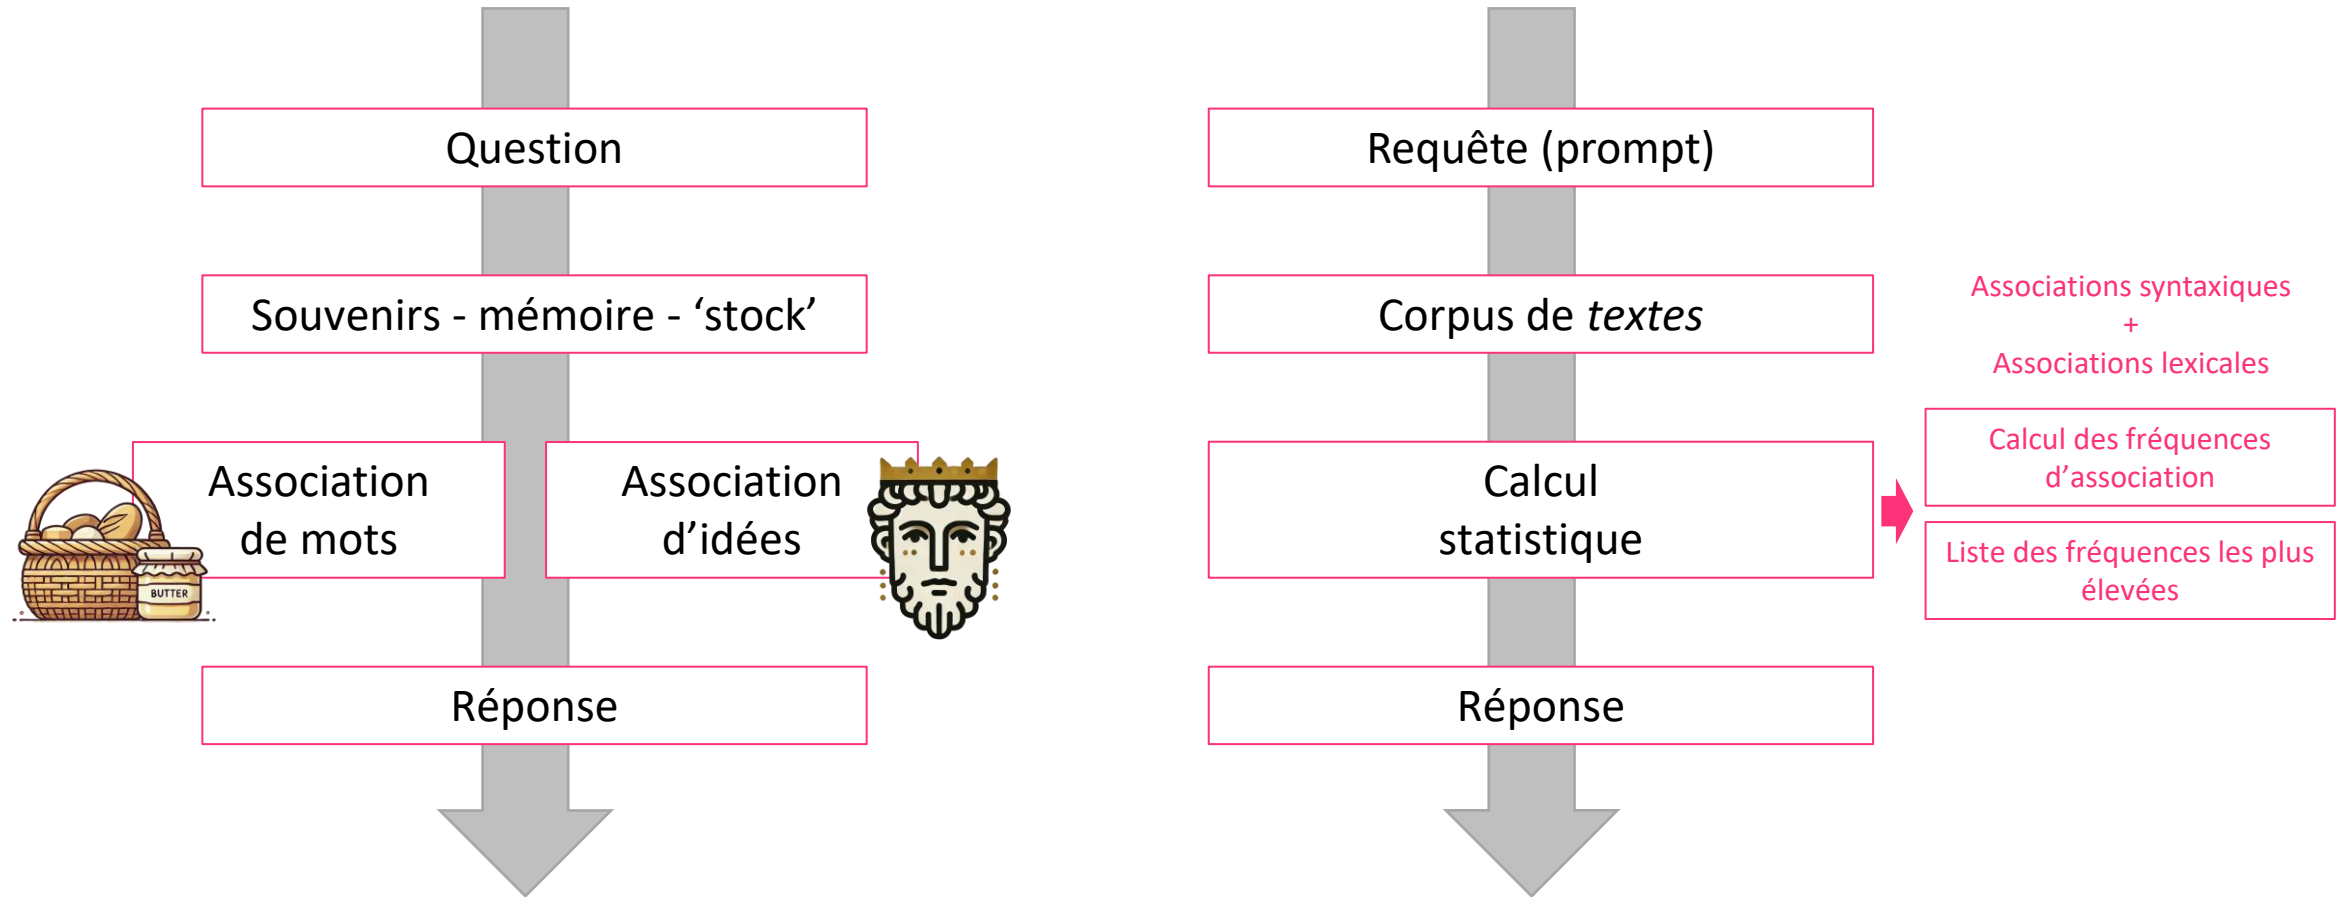 Question
Souvenirs - mémoire - ‘stock’
Association
de mots
BUTTER
Association
d’idées
Réponse
Requête (prompt)
Corpus de textes
Calcul
statistique
Réponse
Associations syntaxiques
+
Associations lexicales
Calcul des fréquences
d’association
Liste des fréquences les plus
élevées